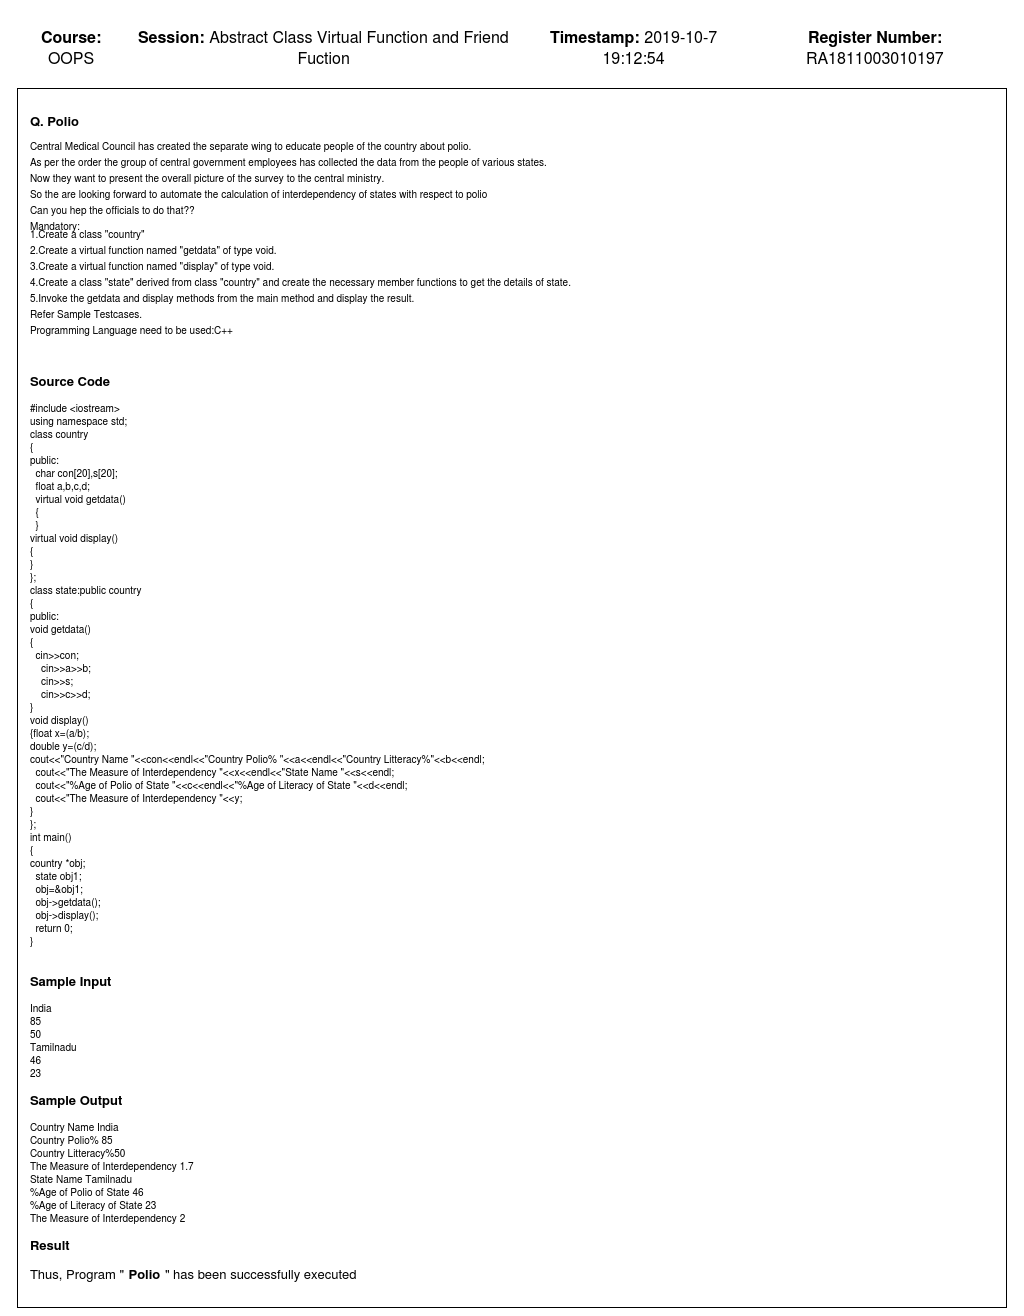 Course:
OOPS
Session: Abstract Class Virtual Function and Friend
Fuction
Timestamp: 2019-10-7
19:12:54
Register Number:
RA1811003010197
Q. Polio
Central Medical Council has created the separate wing to educate people of the country about polio.
As per the order the group of central government employees has collected the data from the people of various states.
Now they want to present the overall picture of the survey to the central ministry.
So the are looking forward to automate the calculation of interdependency of states with respect to polio
Can you hep the officials to do that??
Mandatory:
1.Create a class "country"
2.Create a virtual function named "getdata" of type void.
3.Create a virtual function named "display" of type void.
4.Create a class "state" derived from class "country" and create the necessary member functions to get the details of state.
5.Invoke the getdata and display methods from the main method and display the result.
Refer Sample Testcases.
Programming Language need to be used:C++
Source Code
#include <iostream>
using namespace std;
class country
{
public:
  char con[20],s[20];
  float a,b,c,d;
  virtual void getdata()
  {
  }
virtual void display()
{
}
};
class state:public country
{
public:
void getdata()
{
  cin>>con;
    cin>>a>>b;
    cin>>s;
    cin>>c>>d;
}
void display()
{float x=(a/b);
double y=(c/d);
cout<<"Country Name "<<con<<endl<<"Country Polio% "<<a<<endl<<"Country Litteracy%"<<b<<endl;
  cout<<"The Measure of Interdependency "<<x<<endl<<"State Name "<<s<<endl;
  cout<<"%Age of Polio of State "<<c<<endl<<"%Age of Literacy of State "<<d<<endl;
  cout<<"The Measure of Interdependency "<<y;
}
};
int main()
{
country *obj;
  state obj1;
  obj=&obj1;
  obj->getdata();
  obj->display();
  return 0;
}
Sample Input
India
85
50
Tamilnadu
46
23
Sample Output
Country Name India
Country Polio% 85
Country Litteracy%50
The Measure of Interdependency 1.7
State Name Tamilnadu
%Age of Polio of State 46
%Age of Literacy of State 23
The Measure of Interdependency 2
Result
Thus, Program " Polio " has been successfully executed